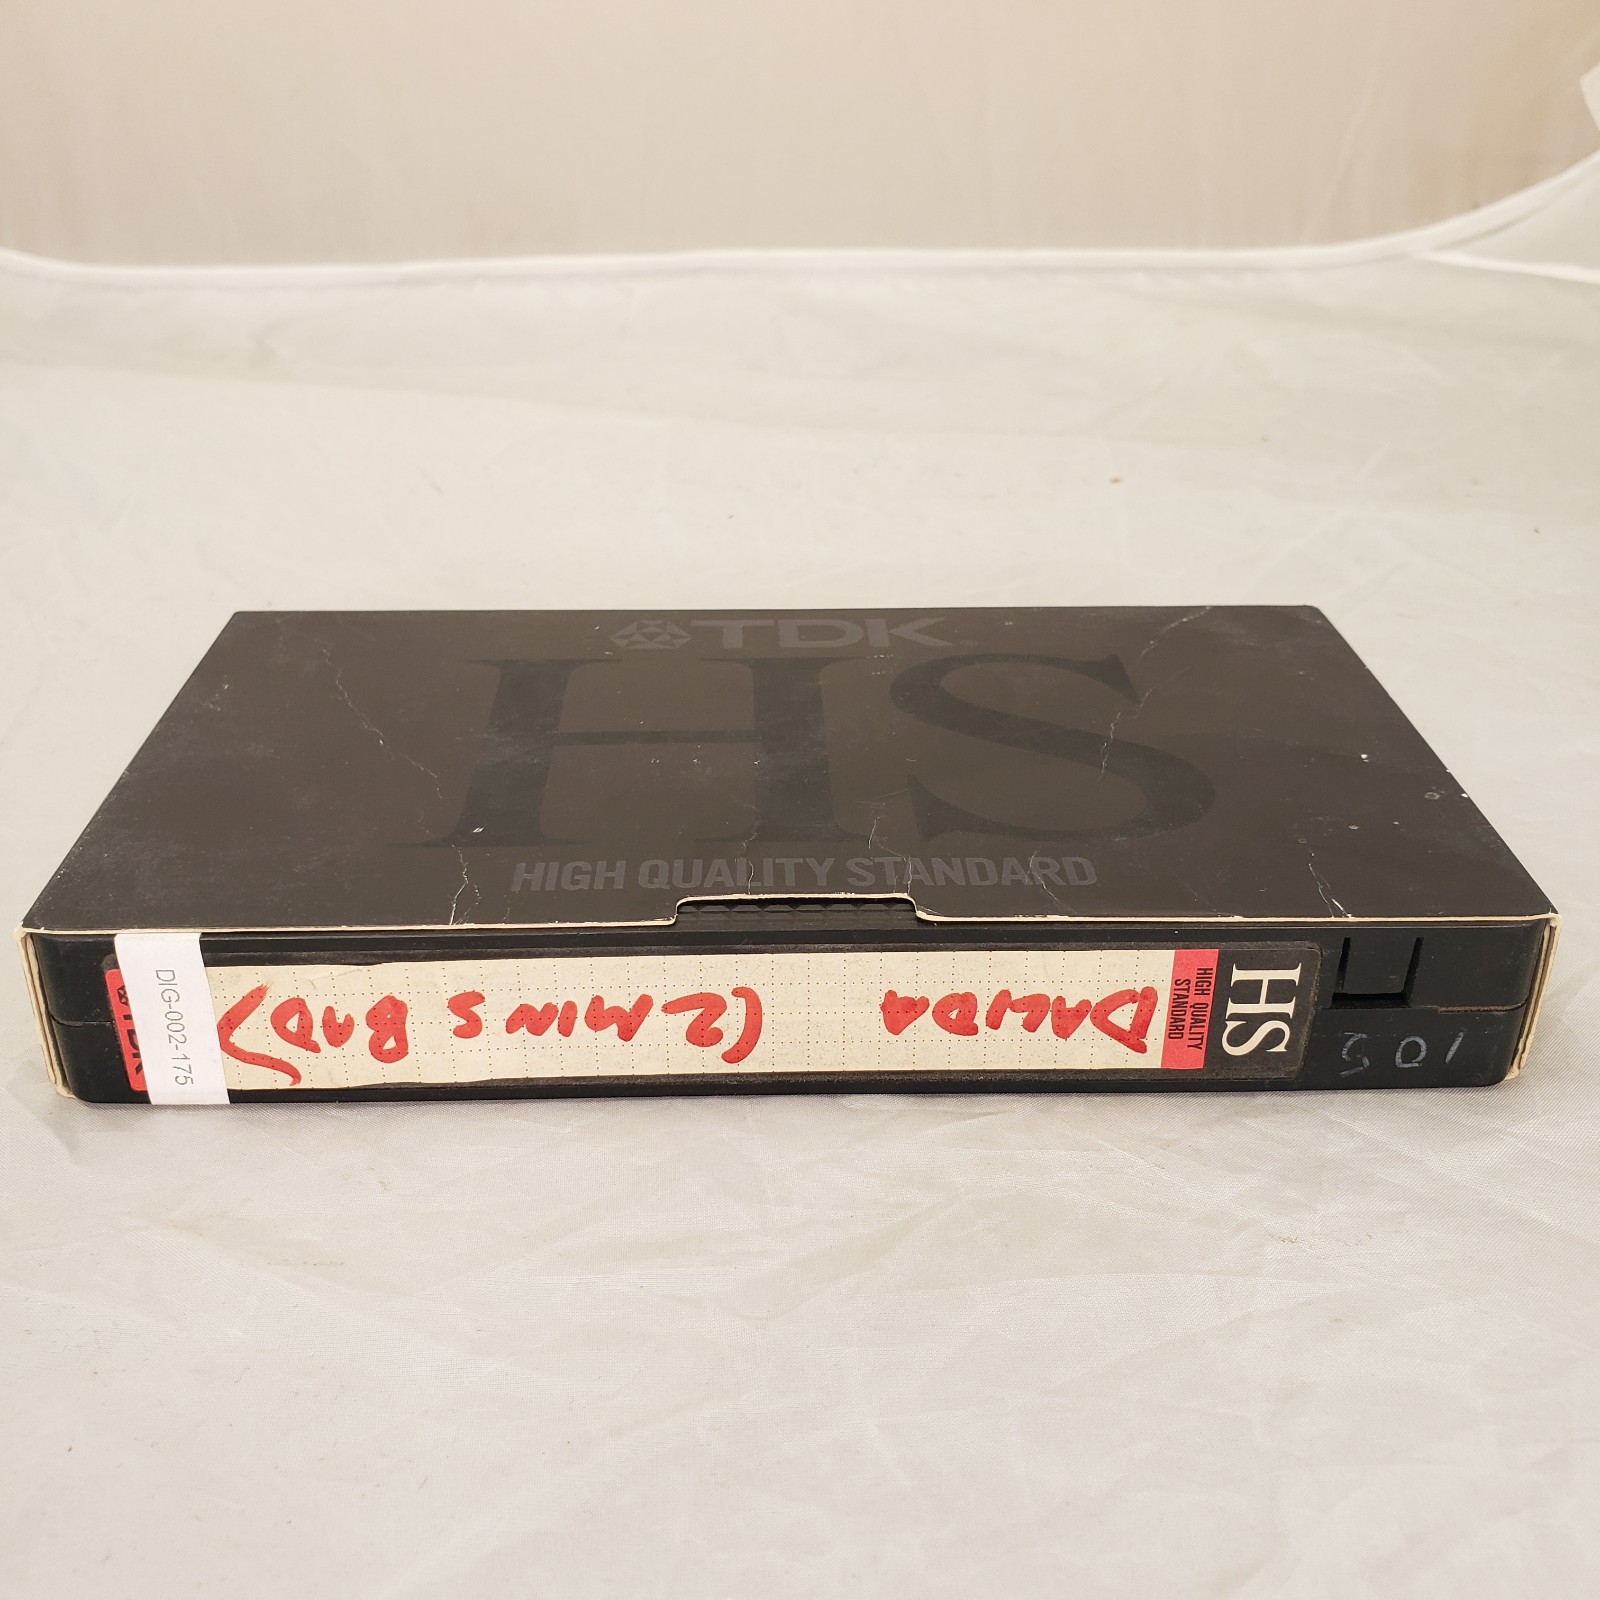 TDK
HS
HIGH QUALITY STANDARD
105
HS
HIGH QUALITY
STANDARD
DALIDA (2 MINS BAD)
DIG-002-175
TDK